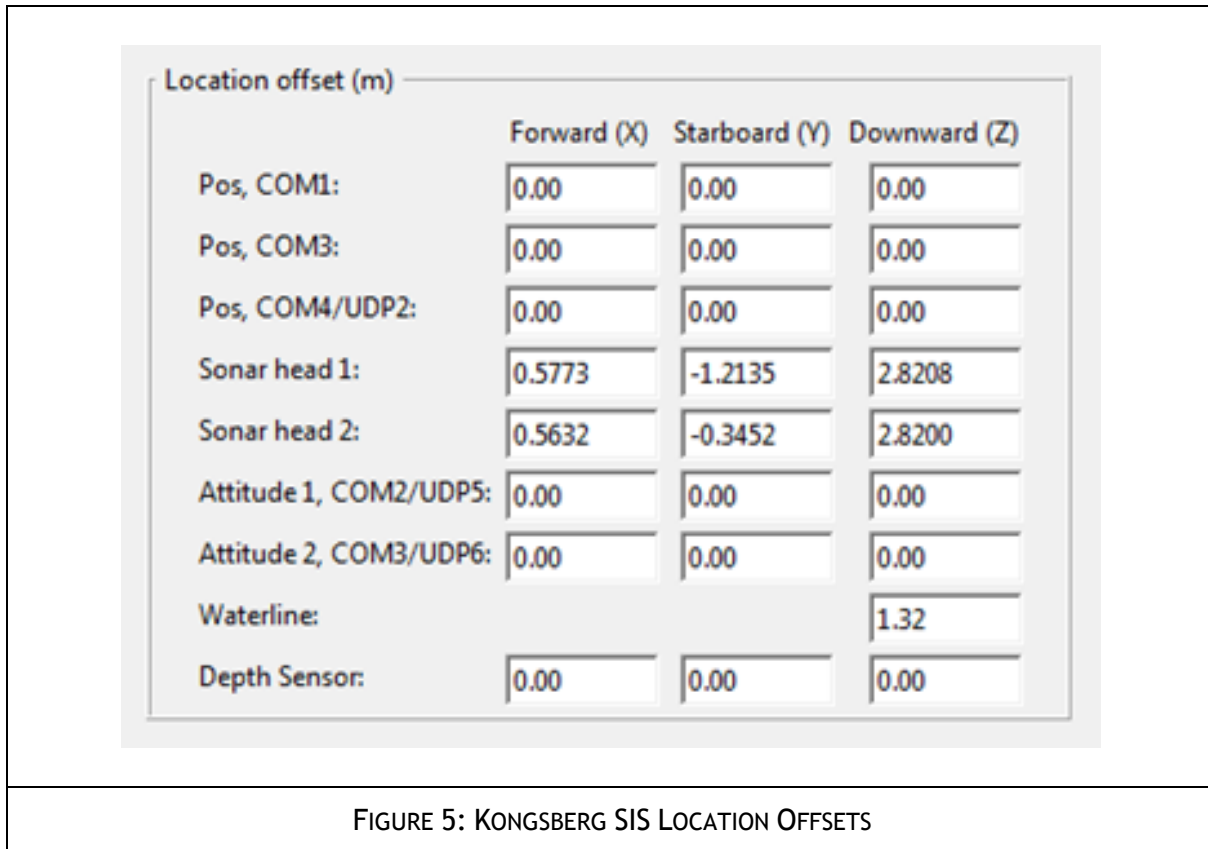 Location offset (m)
Forward (X) Starboard (Y) Downward (Z)
Pos, COM1: 0.00 0.00 0.00
Pos, COM3: 0.00 0.00 0.00
Pos, COM4/UDP2: 0.00 0.00 0.00
Sonar head 1: 0.5773 -1.2135 2.8208
Sonar head 2: 0.5632 -0.3452 2.8200
Attitude 1, COM2/UDP5: 0.00 0.00 0.00
Attitude 2, COM3/UDP6: 0.00 0.00 0.00
Waterline: 1.32
Depth Sensor: 0.00 0.00 0.00
FIGURE 5: KONGSBERG SIS LOCATION OFFSETS